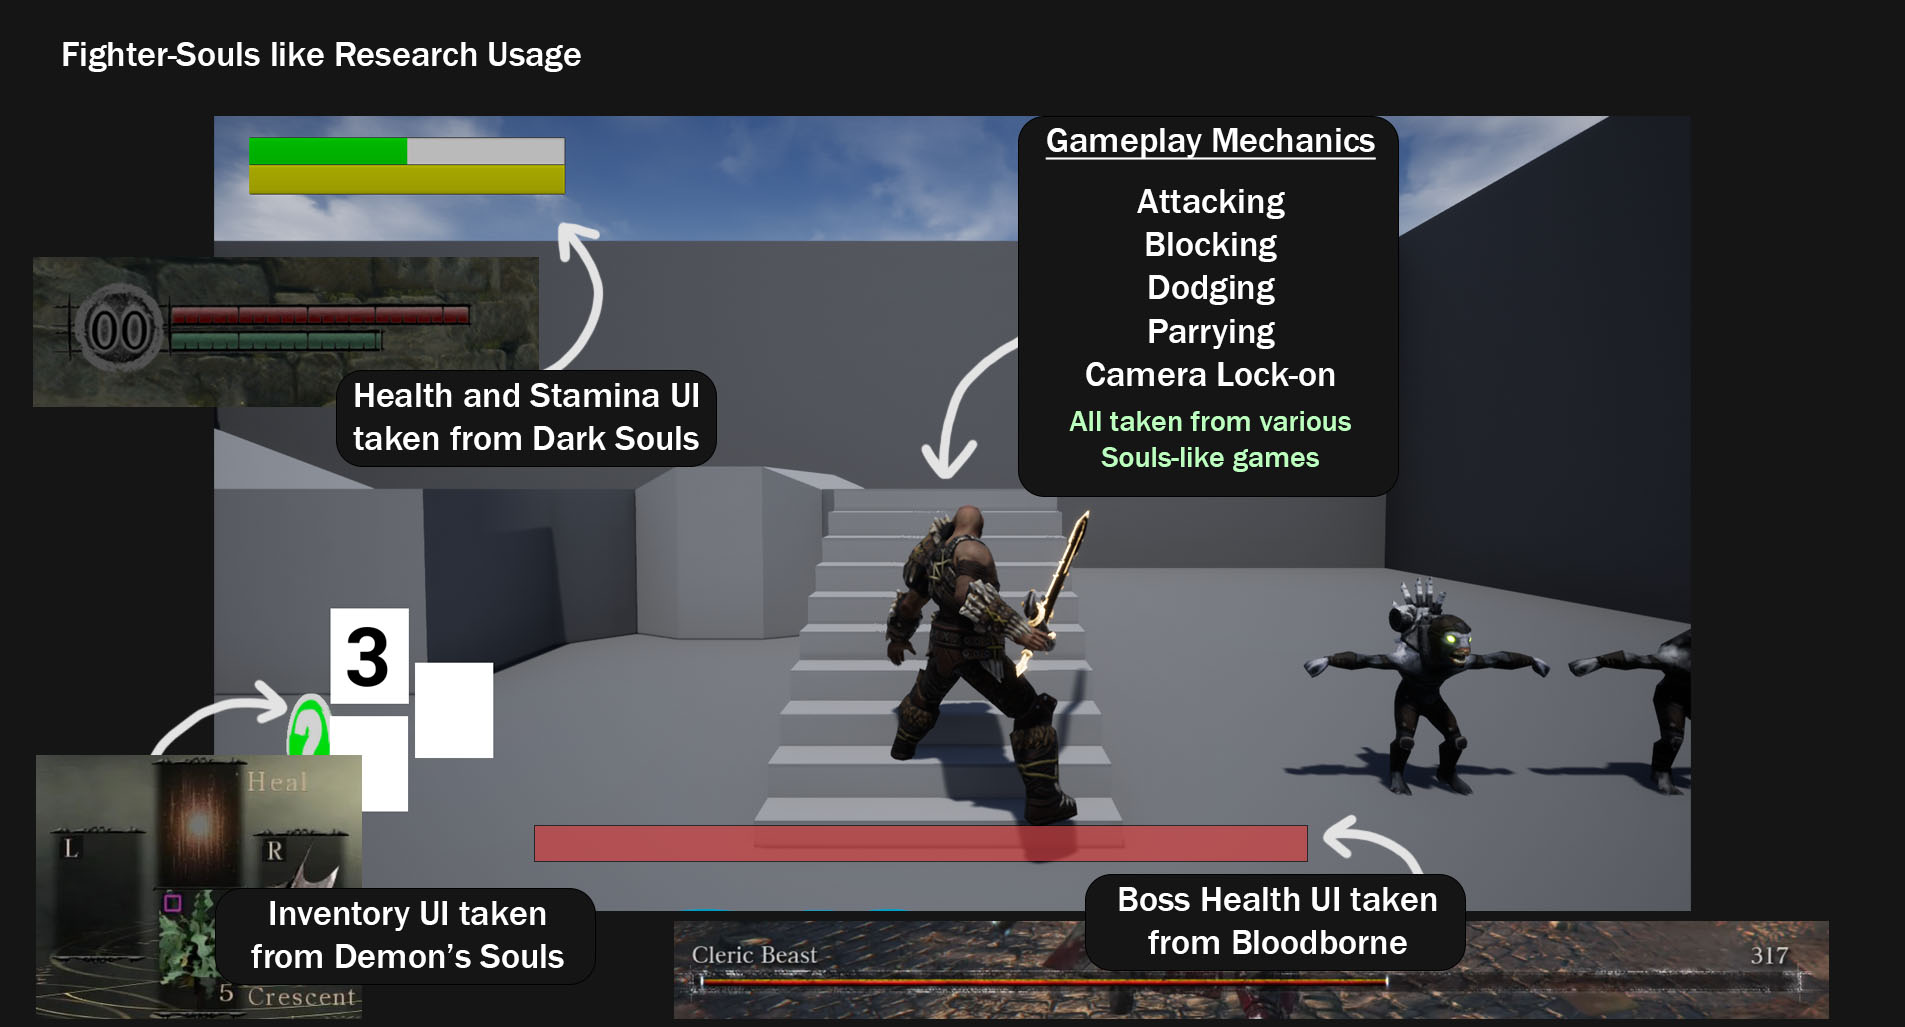 Fighter-Souls like Research Usage
Gameplay Mechanics
Attacking
Blocking
Dodging
Parrying
Camera Lock-on
All taken from various
Souls-like games
00
Health and Stamina UI
taken from Dark Souls
3
?
Heal
L
R
Inventory UI taken
from Demon's Souls
5 Crescent
Boss Health UI taken
from Bloodborne
Cleric Beast
317